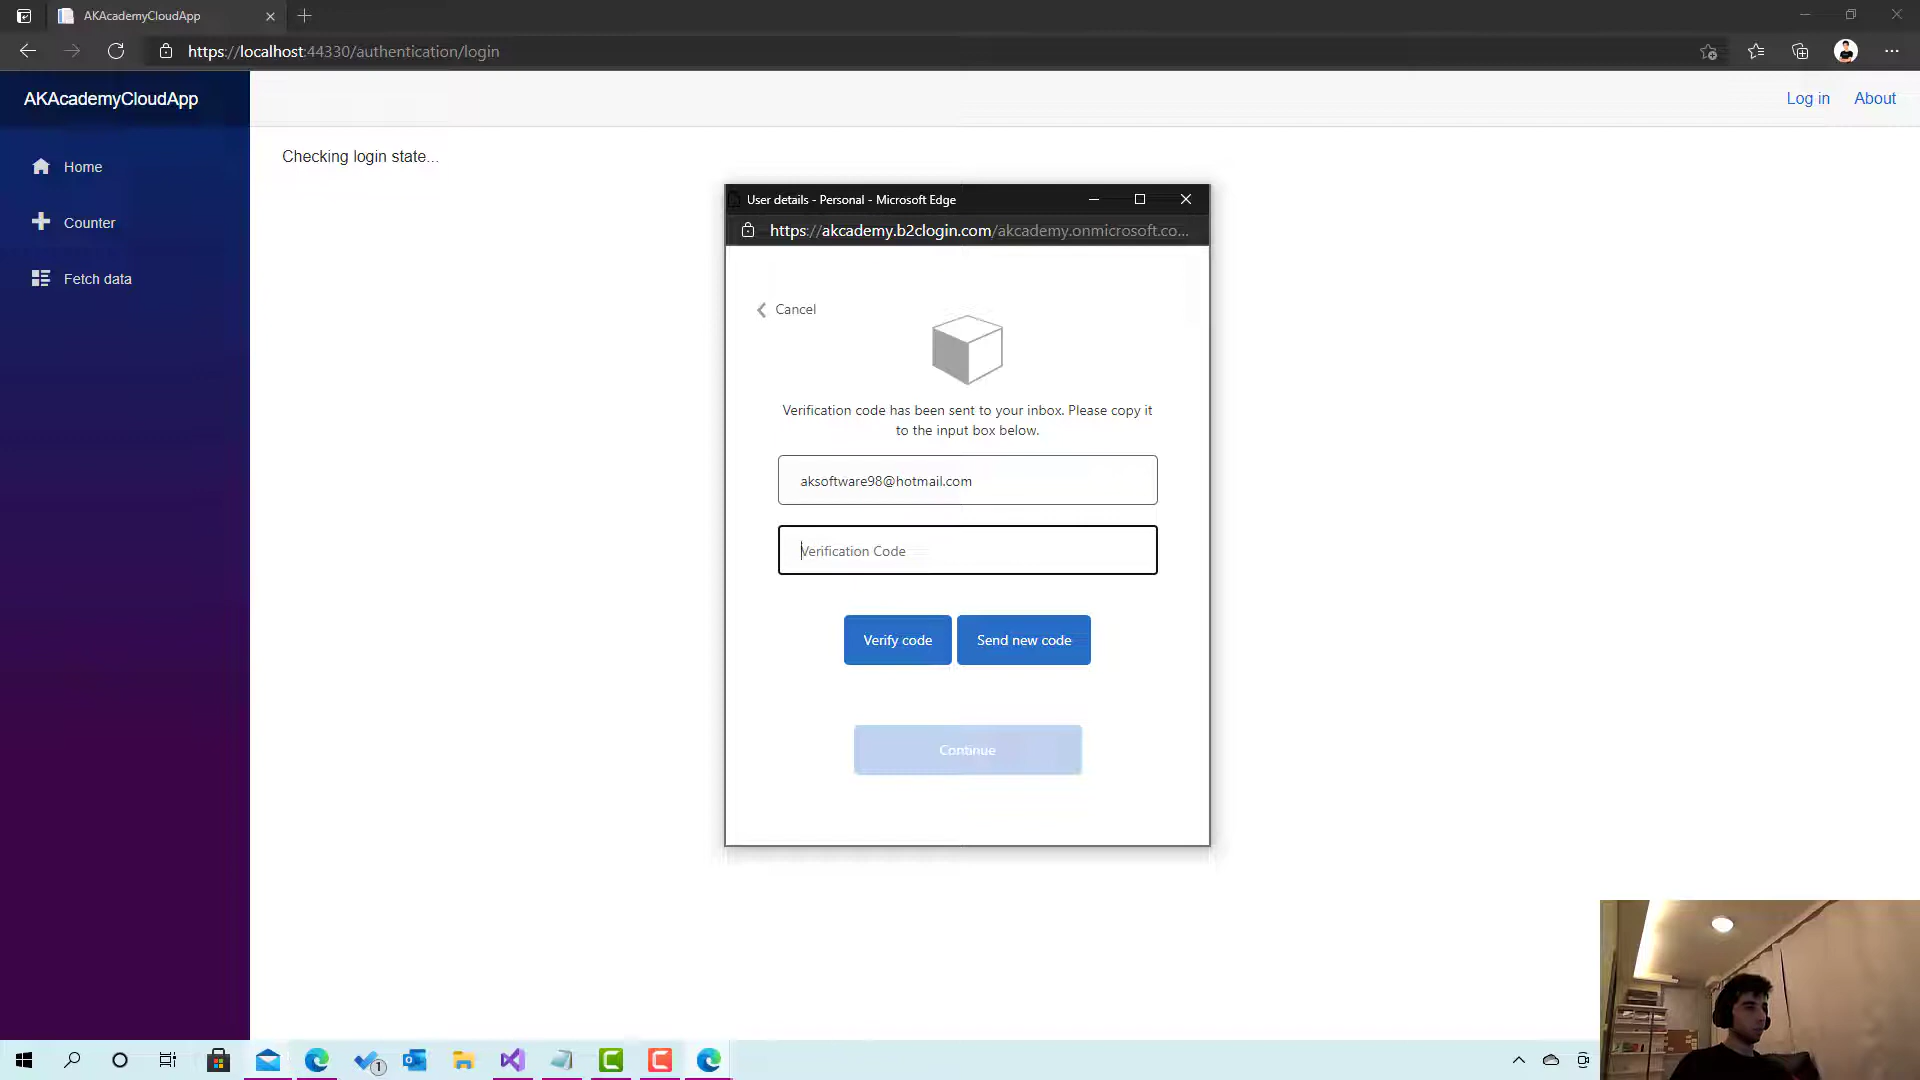 AKAcademyCloudApp
https://localhost:44330/authentication/login
AKAcademyCloudApp
Log in
About
Home
Counter
Fetch data
Checking login state...
User details - Personal - Microsoft Edge
https://akcademy.b2clogin.com/akcademy.onmicrosoft.co...
Cancel
Verification code has been sent to your inbox. Please copy it
to the input box below.
aksoftware98@hotmail.com
Verification Code
Verify code
Send new code
Continue
1